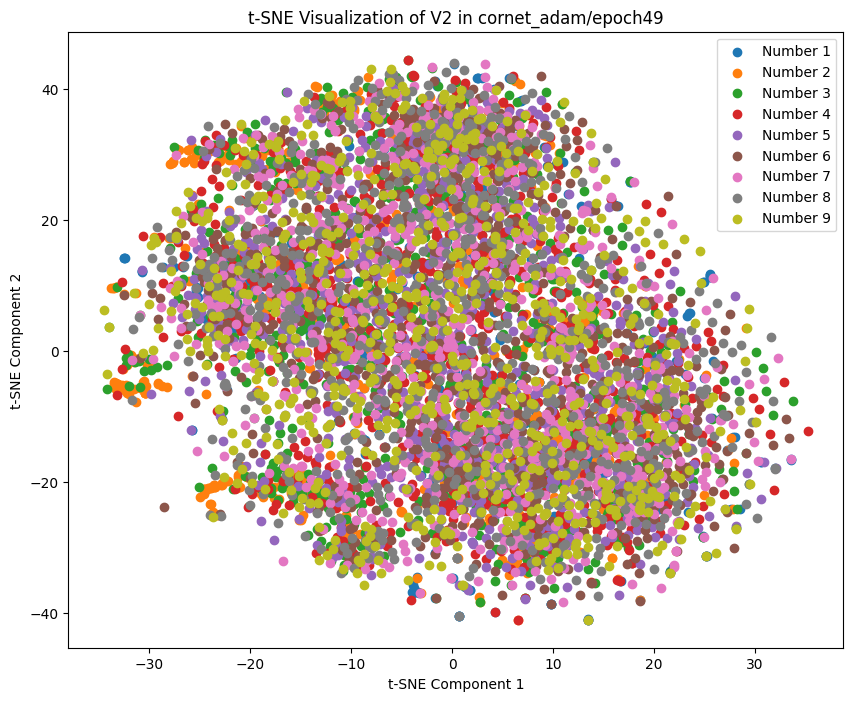 t-SNE Visualization of V2 in cornet_adam/epoch49
Number 1
Number 2
Number 3
Number 4
Number 5
Number 6
Number 7
Number 8
Number 9
t-SNE Component 2
40
20
0
−20
−40
−30
−20
−10
0
10
20
30
t-SNE Component 1